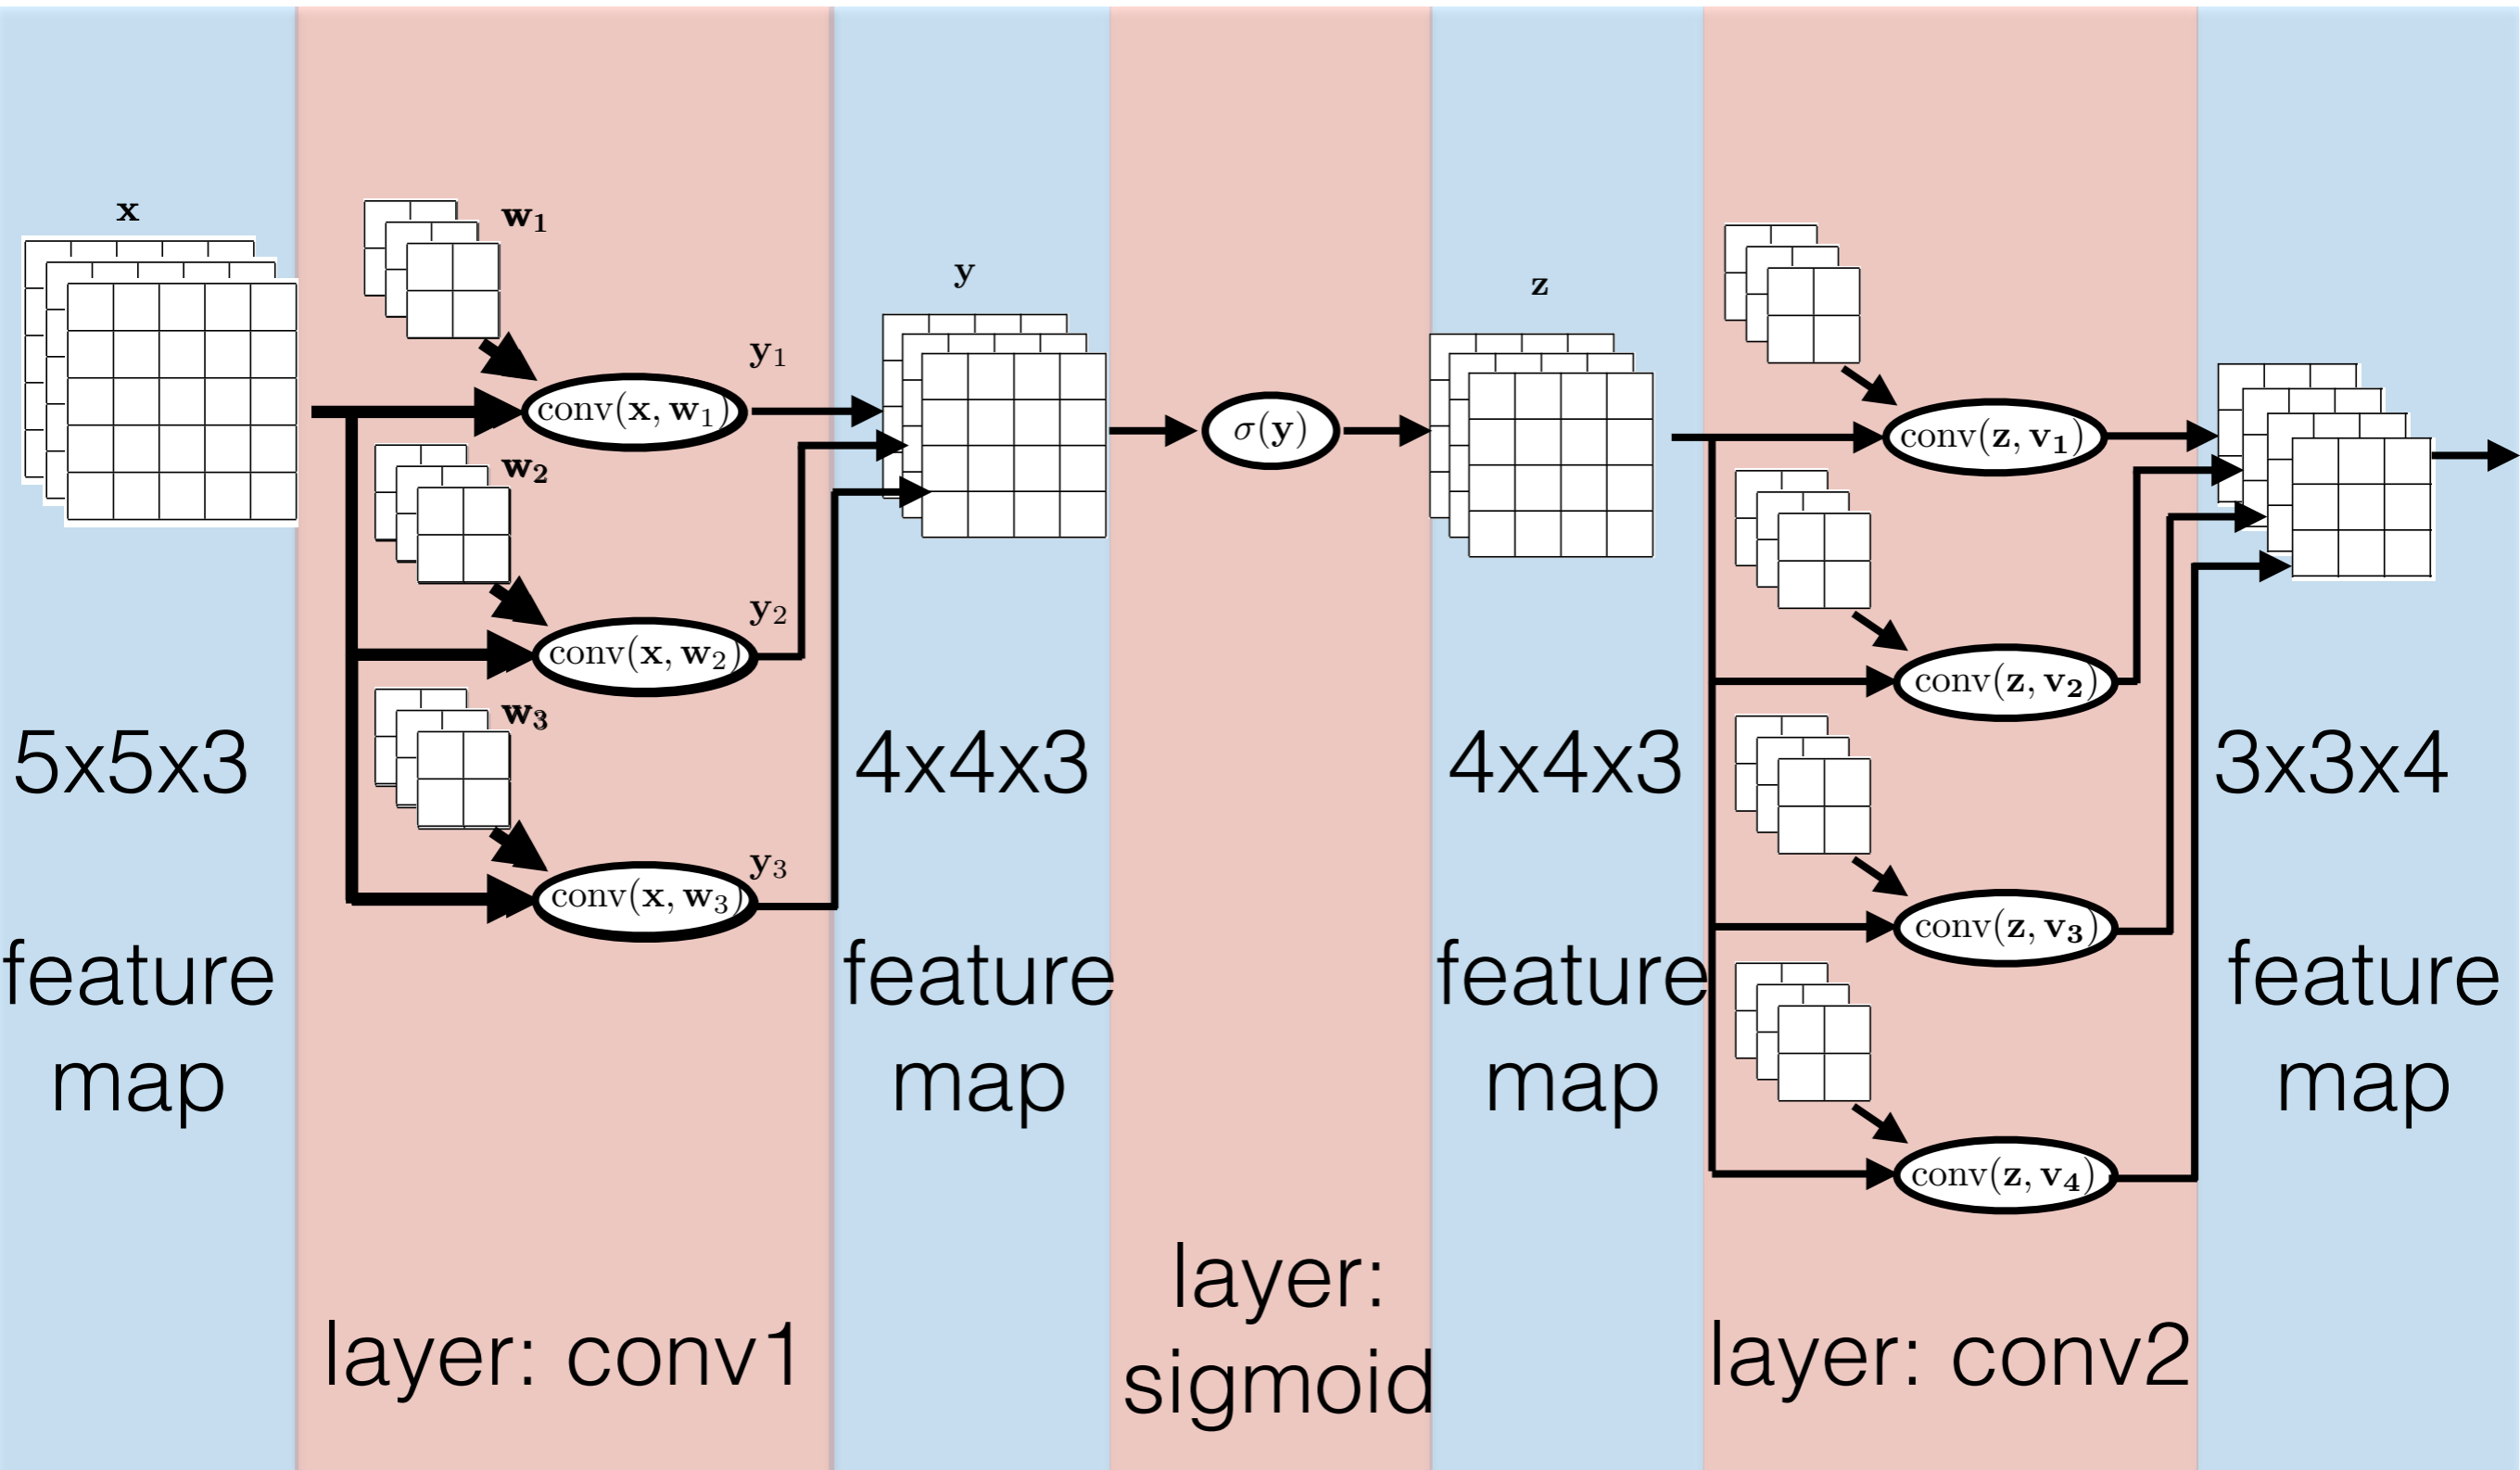 x
w₁
y₁
conv(x, w₁)
w₂
y₂
conv(x, w₂)
w₃
y₃
conv(x, w₃)
y
σ(y)
z
conv(z, v₁)
conv(z, v₂)
conv(z, v₃)
conv(z, v₄)
5x5x3
feature
map
layer: conv1
4x4x3
feature
map
layer:
sigmoid
4x4x3
feature
map
layer: conv2
3x3x4
feature
map